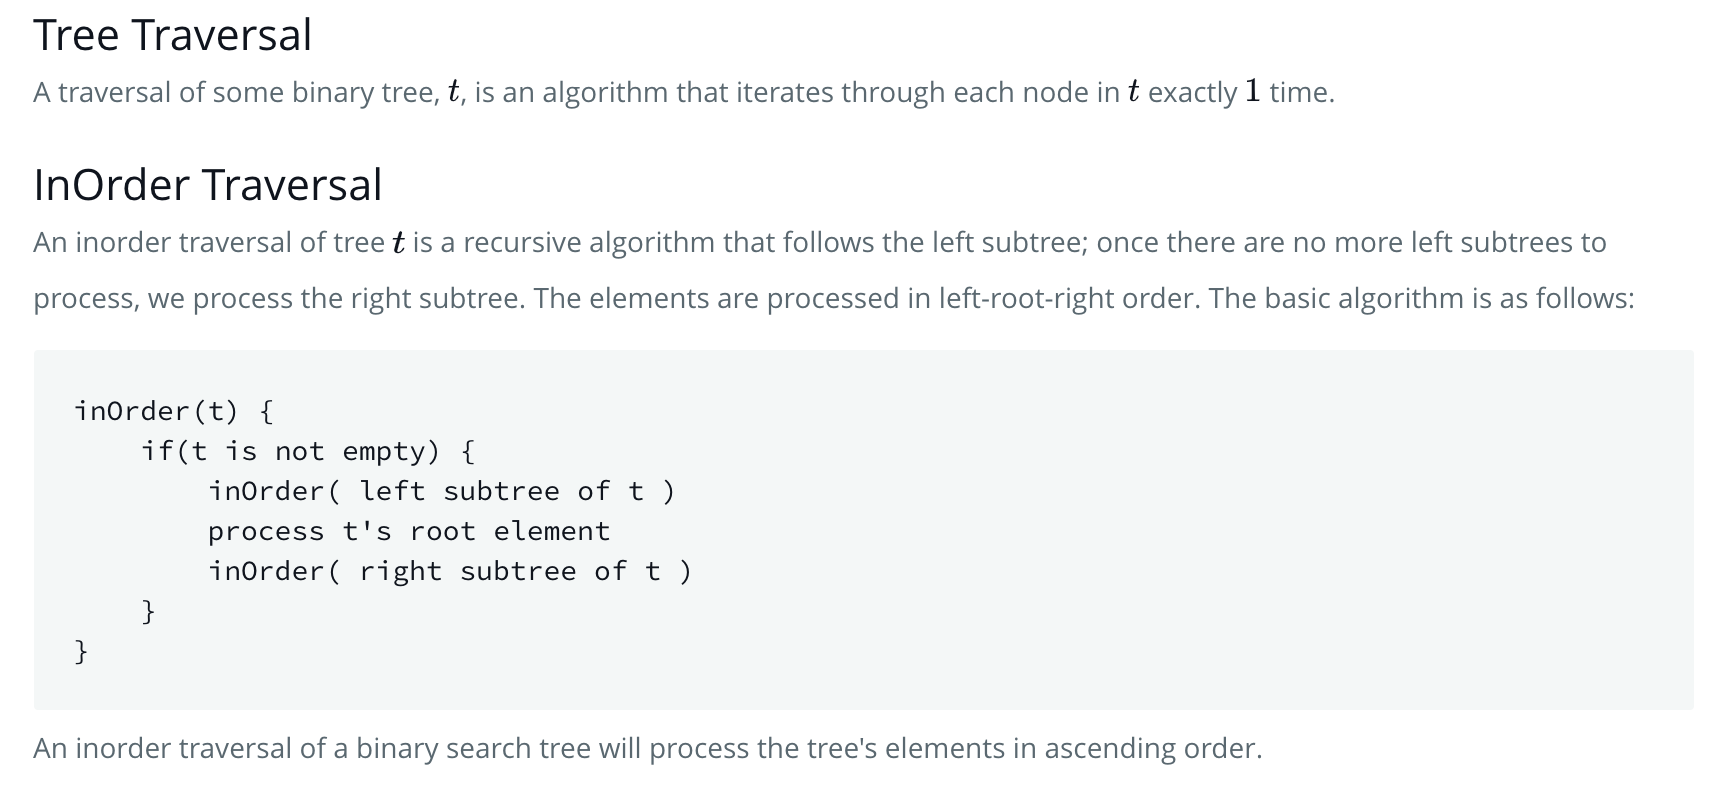 Tree Traversal
A traversal of some binary tree, t, is an algorithm that iterates through each node in t exactly 1 time.
InOrder Traversal
An inorder traversal of tree t is a recursive algorithm that follows the left subtree; once there are no more left subtrees to
process, we process the right subtree. The elements are processed in left-root-right order. The basic algorithm is as follows:
inOrder(t) {
    if(t is not empty) {
        inOrder( left subtree of t )
        process t's root element
        inOrder( right subtree of t )
    }
}
An inorder traversal of a binary search tree will process the tree's elements in ascending order.